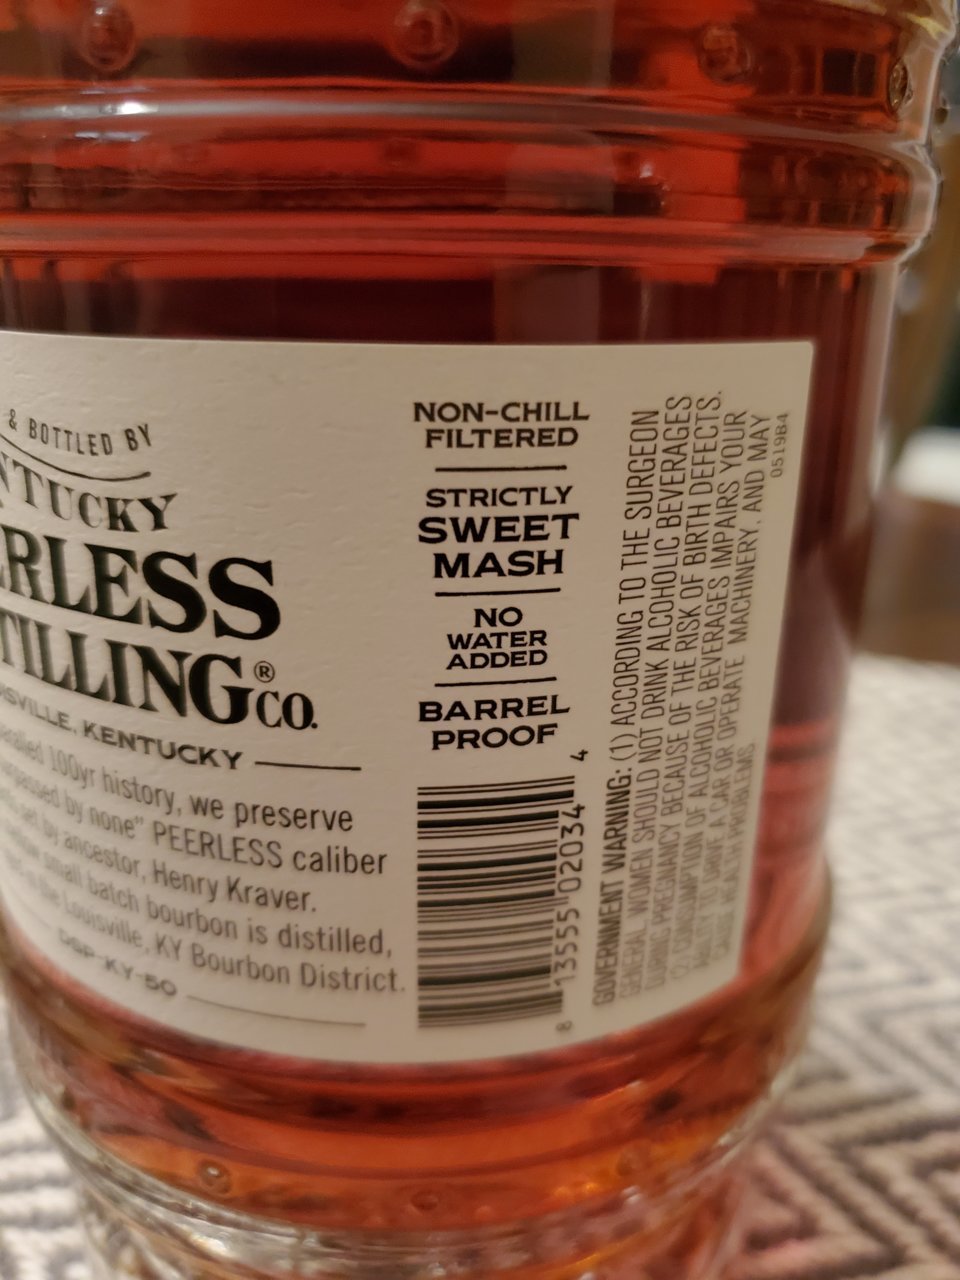 & BOTTLED BY
NTUCKY
ERLESS
TILLING® CO.
ISVILLE, KENTUCKY
100yr history, we preserve
by none" PEERLESS caliber
set by ancestor, Henry Kraver.
small batch bourbon is distilled,
the Louisville, KY Bourbon District.
DSP-KY-50
NON-CHILL
FILTERED
STRICTLY
SWEET
MASH
NO
WATER
ADDED
BARREL
PROOF
8 13555 02034 4
GOVERNMENT WARNING: (1) ACCORDING TO THE SURGEON
GENERAL, WOMEN SHOULD NOT DRINK ALCOHOLIC BEVERAGES
DURING PREGNANCY BECAUSE OF THE RISK OF BIRTH DEFECTS.
(2) CONSUMPTION OF ALCOHOLIC BEVERAGES IMPAIRS YOUR
ABILITY TO DRIVE A CAR OR OPERATE MACHINERY, AND MAY
CAUSE HEALTH PROBLEMS.
0519B4